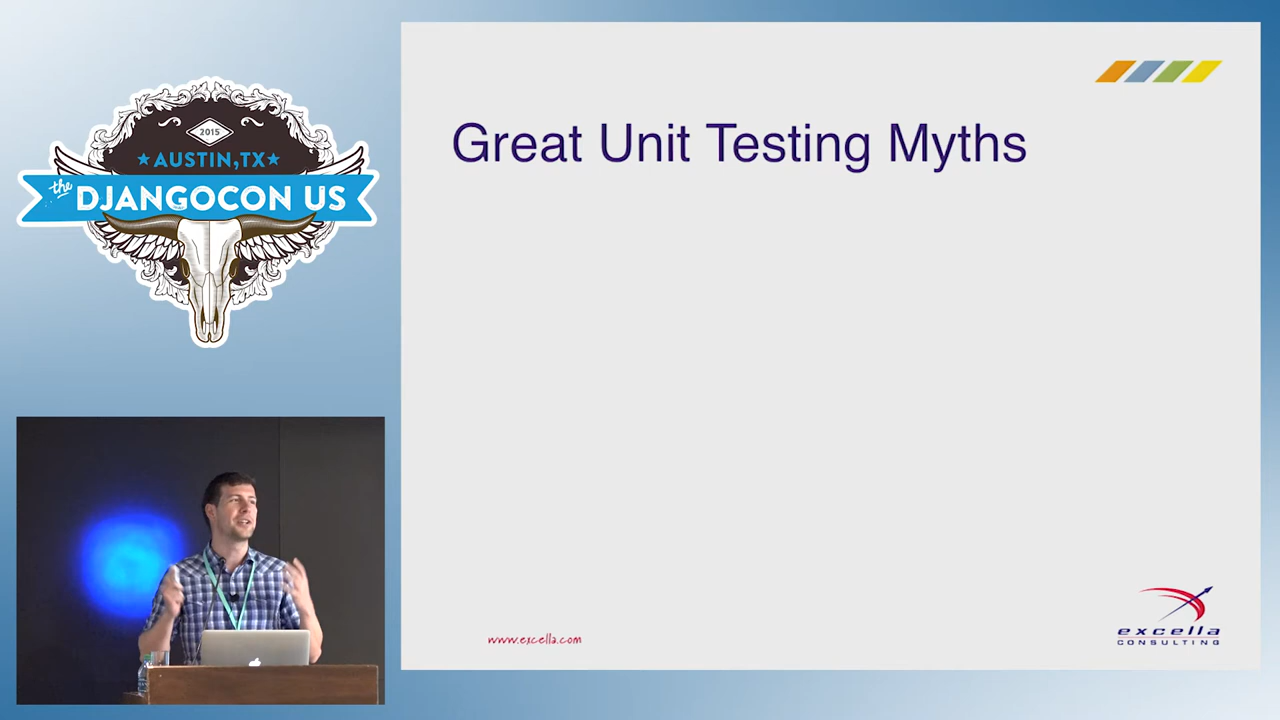 2015
AUSTIN,TX
the
DJANGOCON US
Great Unit Testing Myths
www.excella.com
excella
CONSULTING